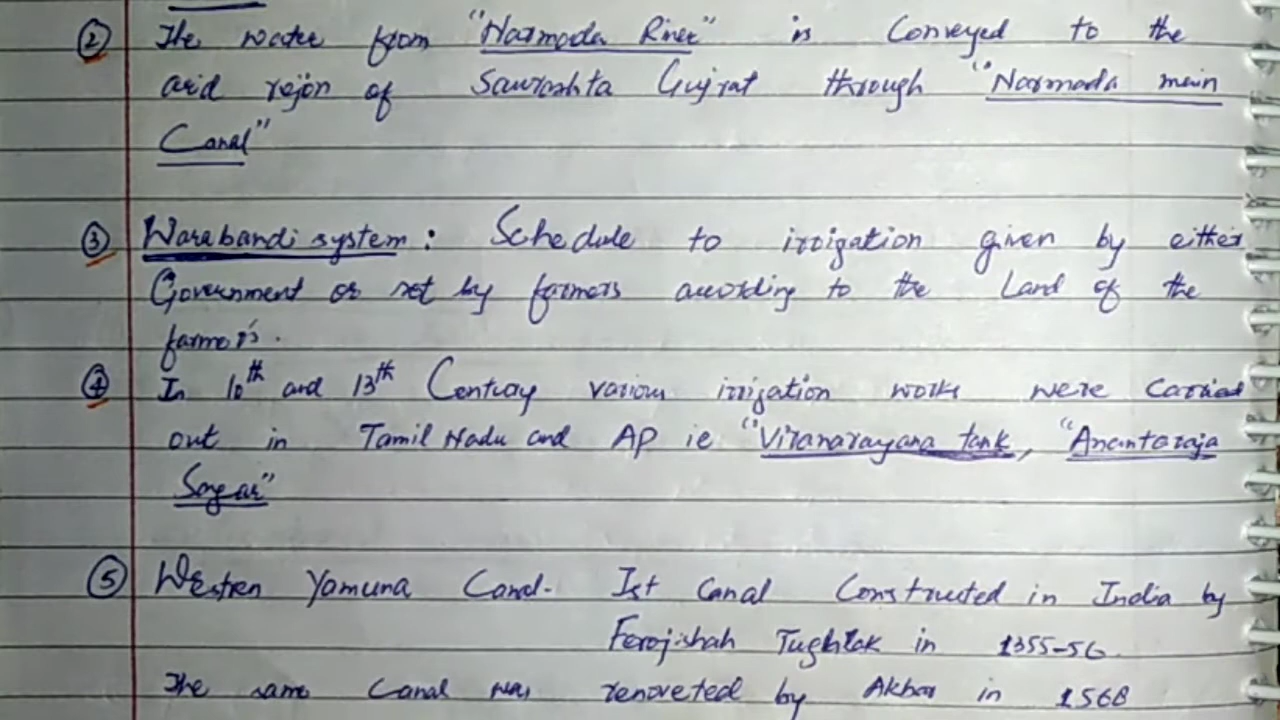 ② The water from "Narmada River" is Conveyed to the
arid rejon of Saurashta Gujrat through "Narmada main
Canal"
③ Warabandi system : Schedule to irrigation given by either
Government or set by farmers according to the Land of the
farmers.
④ In 10th and 13th Century various irrigation works were Carried
out in Tamil Nadu and AP ie "Viranarayana tank, "Anantaraja
Sagar"
⑤ Western Yamuna Canal- Ist Canal Constructed in India by
Ferojshah Tughlak in 1355-56.
The same Canal was renoveted by Akbar in 1568